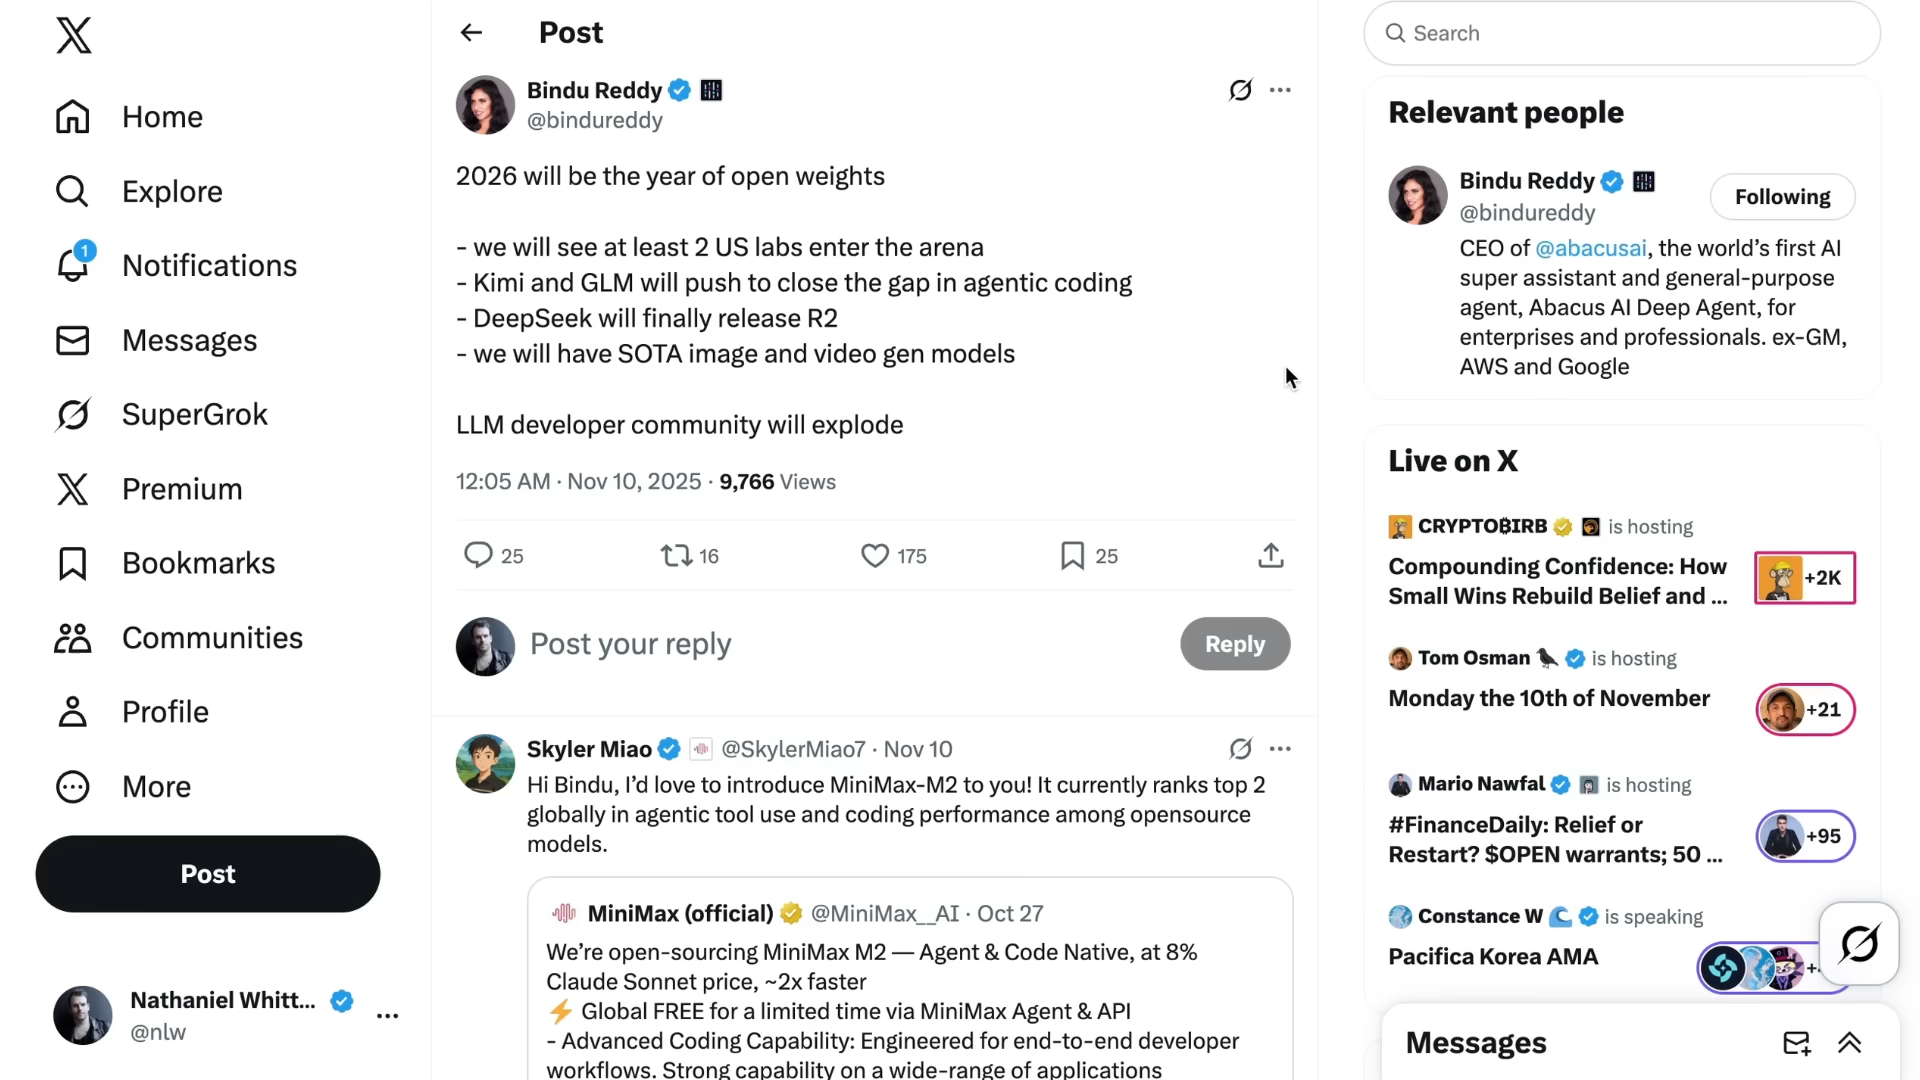 Home
Explore
1
Notifications
Messages
SuperGrok
Premium
Bookmarks
Communities
Profile
More
Post
Nathaniel Whitt...
@nlw
Post
Bindu Reddy
@bindureddy
2026 will be the year of open weights
- we will see at least 2 US labs enter the arena
- Kimi and GLM will push to close the gap in agentic coding
- DeepSeek will finally release R2
- we will have SOTA image and video gen models
LLM developer community will explode
12:05 AM · Nov 10, 2025 · 9,766 Views
25 16 175 25
Post your reply
Reply
Skyler Miao @SkylerMiao7 · Nov 10
Hi Bindu, I’d love to introduce MiniMax-M2 to you! It currently ranks top 2
globally in agentic tool use and coding performance among opensource
models.
MiniMax (official) @MiniMax__AI · Oct 27
We’re open-sourcing MiniMax M2 — Agent & Code Native, at 8%
Claude Sonnet price, ~2x faster
⚡ Global FREE for a limited time via MiniMax Agent & API
- Advanced Coding Capability: Engineered for end-to-end developer
workflows. Strong capability on a wide-range of applications
Search
Relevant people
Bindu Reddy
@bindureddy
Following
CEO of @abacusai, the world’s first AI
super assistant and general-purpose
agent, Abacus AI Deep Agent, for
enterprises and professionals. ex-GM,
AWS and Google
Live on X
CRYPTO₿IRB is hosting
Compounding Confidence: How
Small Wins Rebuild Belief and ...
+2K
Tom Osman is hosting
Monday the 10th of November
+21
Mario Nawfal is hosting
#FinanceDaily: Relief or
Restart? $OPEN warrants; 50 ...
+95
Constance W is speaking
Pacifica Korea AMA
Messages